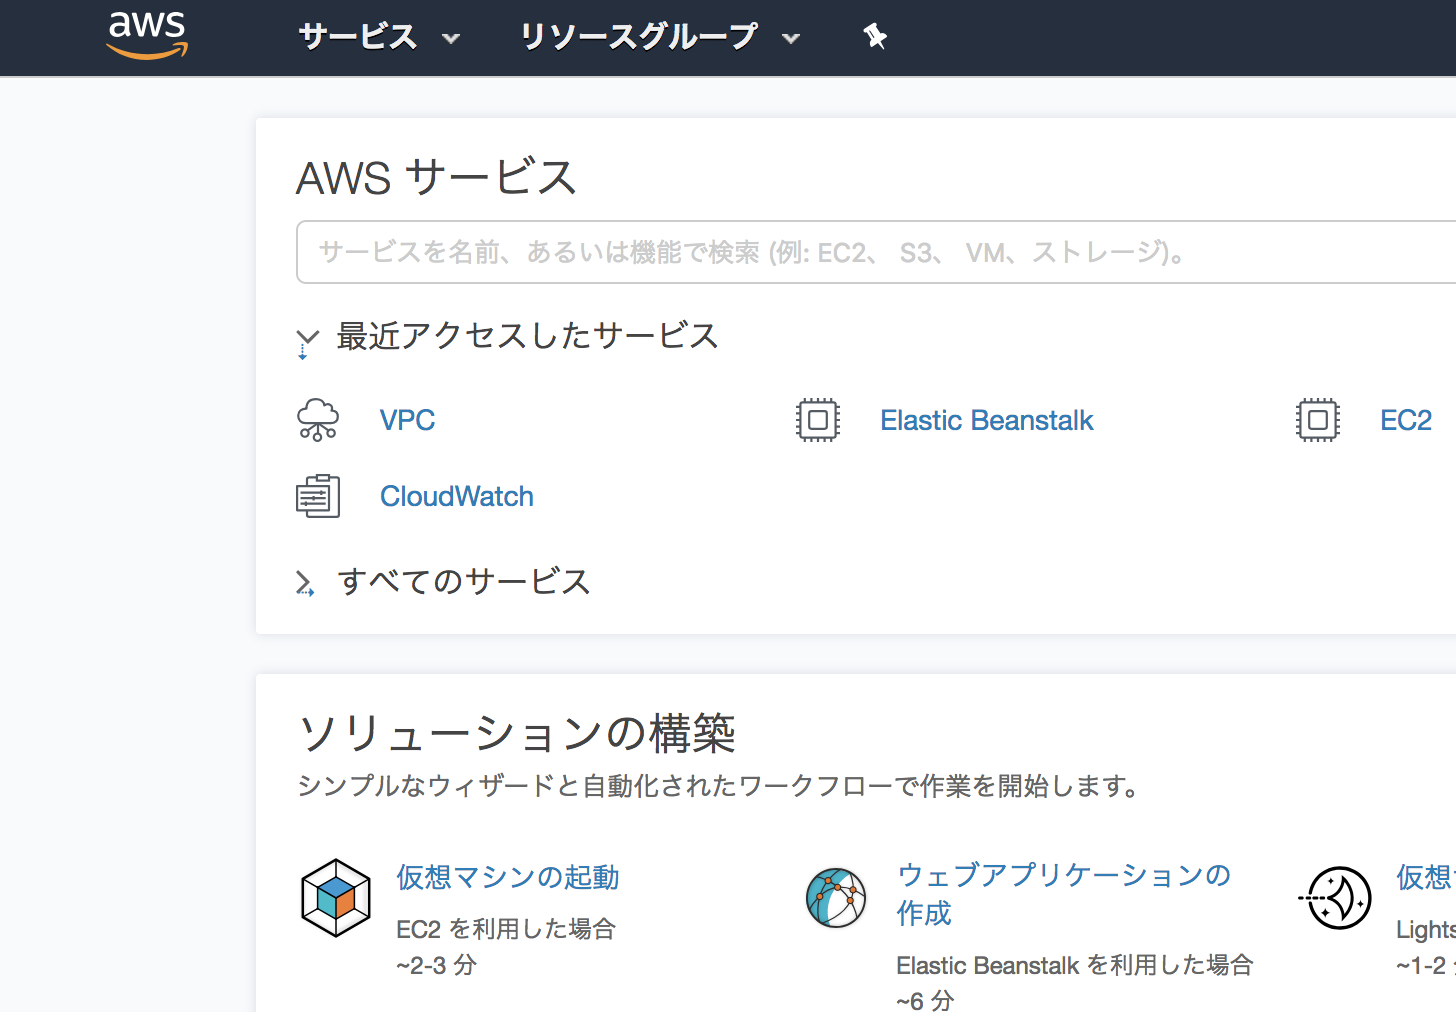 aws
サービス
リソースグループ
AWS サービス
サービスを名前、あるいは機能で検索 (例: EC2、 S3、 VM、ストレージ)。
最近アクセスしたサービス
VPC
Elastic Beanstalk
EC2
CloudWatch
すべてのサービス
ソリューションの構築
シンプルなウィザードと自動化されたワークフローで作業を開始します。
仮想マシンの起動
EC2 を利用した場合
~2-3 分
ウェブアプリケーションの
作成
Elastic Beanstalk を利用した場合
~6 分
仮想
Lights
~1-2